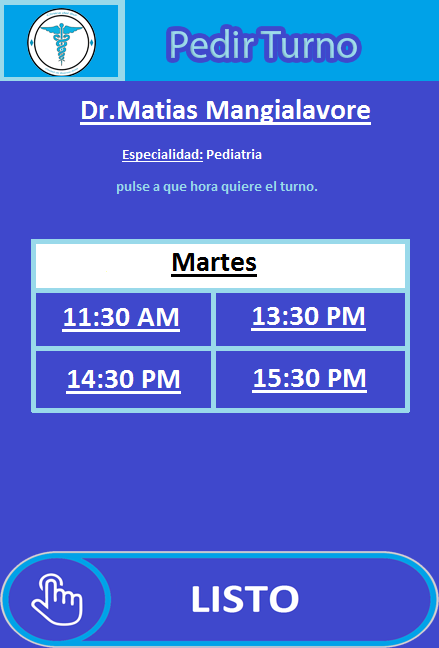 Pedir Turno
Dr.Matias Mangialavore
Especialidad: Pediatria
pulse a que hora quiere el turno.
Martes
11:30 AM
13:30 PM
14:30 PM
15:30 PM
LISTO